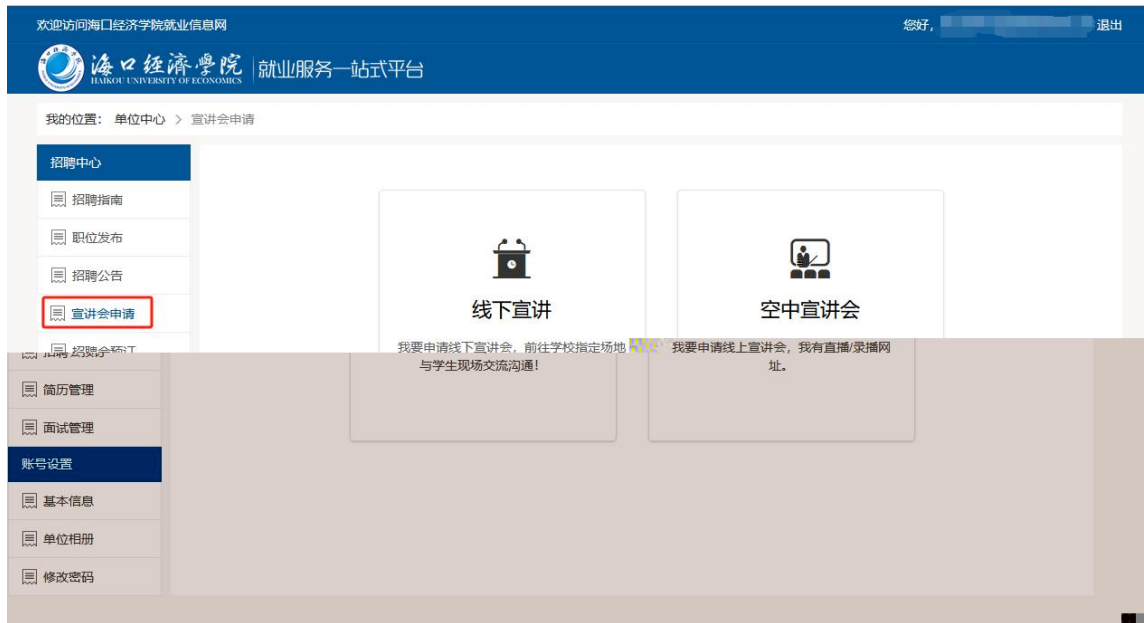 欢迎访问海口经济学院就业信息网
您好,
退出
海口经济學院
HAIKOU UNIVERSITY OF ECONOMICS
就业服务一站式平台
我的位置： 单位中心 > 宣讲会申请
招聘中心
招聘指南
职位发布
招聘公告
宣讲会申请
招聘会预订
简历管理
面试管理
账号设置
基本信息
单位相册
修改密码
线下宣讲
我要申请线下宣讲会，前往学校指定场地
与学生现场交流沟通！
空中宣讲会
我要申请线上宣讲会，我有直播/录播网
址。